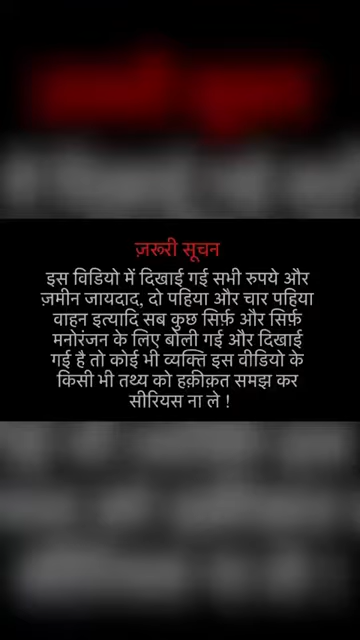 ज़रूरी सूचन
इस विडियो में दिखाई गई सभी रुपये और
ज़मीन जायदाद, दो पहिया और चार पहिया
वाहन इत्यादि सब कुछ सिर्फ़ और सिर्फ़
मनोरंजन के लिए बोली गई और दिखाई
गई है तो कोई भी व्यक्ति इस वीडियो के
किसी भी तथ्य को हक़ीक़त समझ कर
सीरियस ना ले !